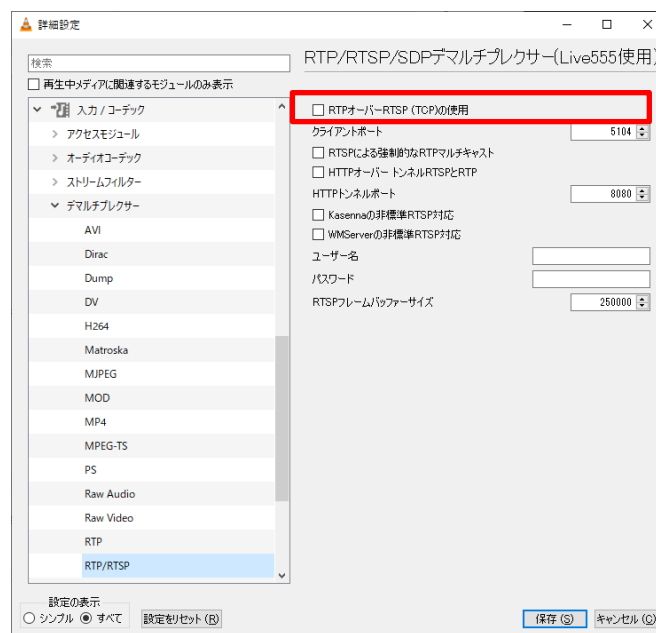 詳細設定
RTP/RTSP/SDPデマルチプレクサー(Live555使用)
検索
再生中メディアに関連するモジュールのみ表示
入力 / コーデック
アクセスモジュール
オーディオコーデック
ストリームフィルター
デマルチプレクサー
AVI
Dirac
Dump
DV
H264
Matroska
MJPEG
MOD
MP4
MPEG-TS
PS
Raw Audio
Raw Video
RTP
RTP/RTSP
RTPオーバーRTSP (TCP)の使用
クライアントポート 5104
RTSPによる強制的なRTPマルチキャスト
HTTPオーバー トンネルRTSPとRTP
HTTPトンネルポート 8080
Kasennaの非標準RTSP対応
WMServerの非標準RTSP対応
ユーザー名
パスワード
RTSPフレームバッファーサイズ 250000
設定の表示
シンプル すべて 設定をリセット(R) 保存(S) キャンセル(C)